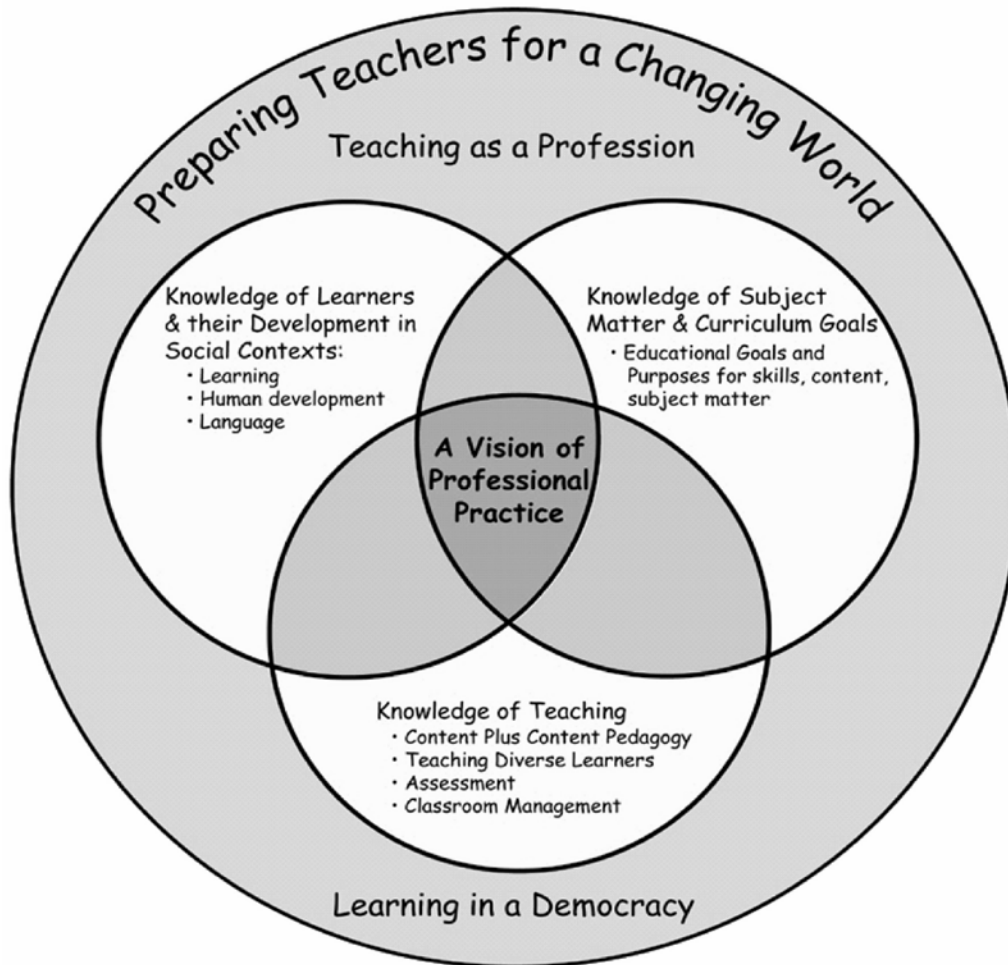 Preparing Teachers for a Changing World
Teaching as a Profession
Knowledge of Learners
& their Development in
Social Contexts:
· Learning
· Human development
· Language
Knowledge of Subject
Matter & Curriculum Goals
· Educational Goals and
Purposes for skills, content,
subject matter
A Vision of
Professional
Practice
Knowledge of Teaching
· Content Plus Content Pedagogy
· Teaching Diverse Learners
· Assessment
· Classroom Management
Learning in a Democracy